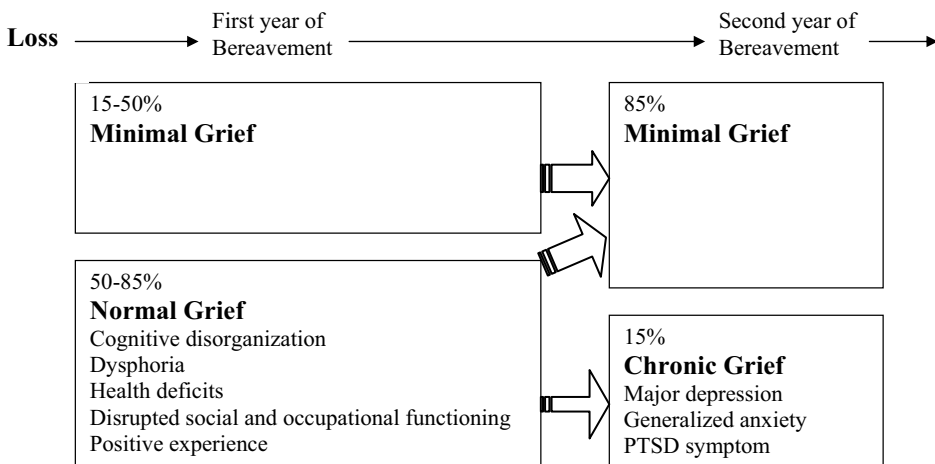 Loss
First year of
Bereavement
Second year of
Bereavement
15-50%
Minimal Grief
85%
Minimal Grief
50-85%
Normal Grief
Cognitive disorganization
Dysphoria
Health deficits
Disrupted social and occupational functioning
Positive experience
15%
Chronic Grief
Major depression
Generalized anxiety
PTSD symptom